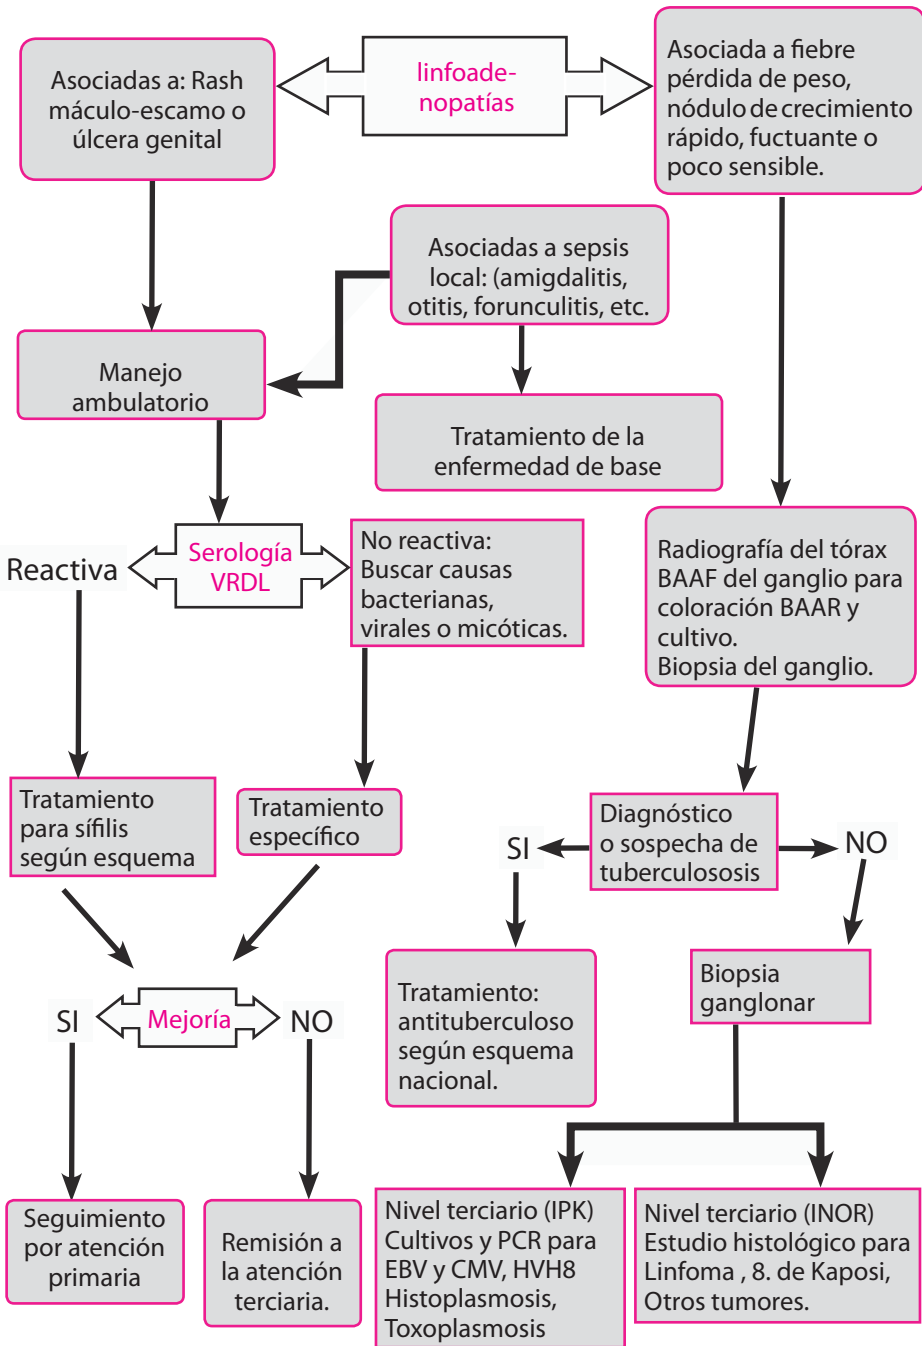 Asociadas a: Rash
máculo-escamo o
úlcera genital
linfoade-
nopatías
Asociada a fiebre
pérdida de peso,
nódulo de crecimiento
rápido, fuctuante o
poco sensible.
Asociadas a sepsis
local: (amigdalitis,
otitis, forunculitis, etc.
Manejo
ambulatorio
Tratamiento de la
enfermedad de base
Reactiva
Serología
VRDL
No reactiva:
Buscar causas
bacterianas,
virales o micóticas.
Radiografía del tórax
BAAF del ganglio para
coloración BAAR y
cultivo.
Biopsia del ganglio.
Tratamiento
para sífilis
según esquema
Tratamiento
específico
SI
Diagnóstico
o sospecha de
tuberculososis
NO
SI
Mejoría
NO
Tratamiento:
antituberculoso
según esquema
nacional.
Biopsia
ganglonar
Seguimiento
por atención
primaria
Remisión a
la atención
terciaria.
Nivel terciario (IPK)
Cultivos y PCR para
EBV y CMV, HVH8
Histoplasmosis,
Toxoplasmosis
Nivel terciario (INOR)
Estudio histológico para
Linfoma , 8. de Kaposi,
Otros tumores.